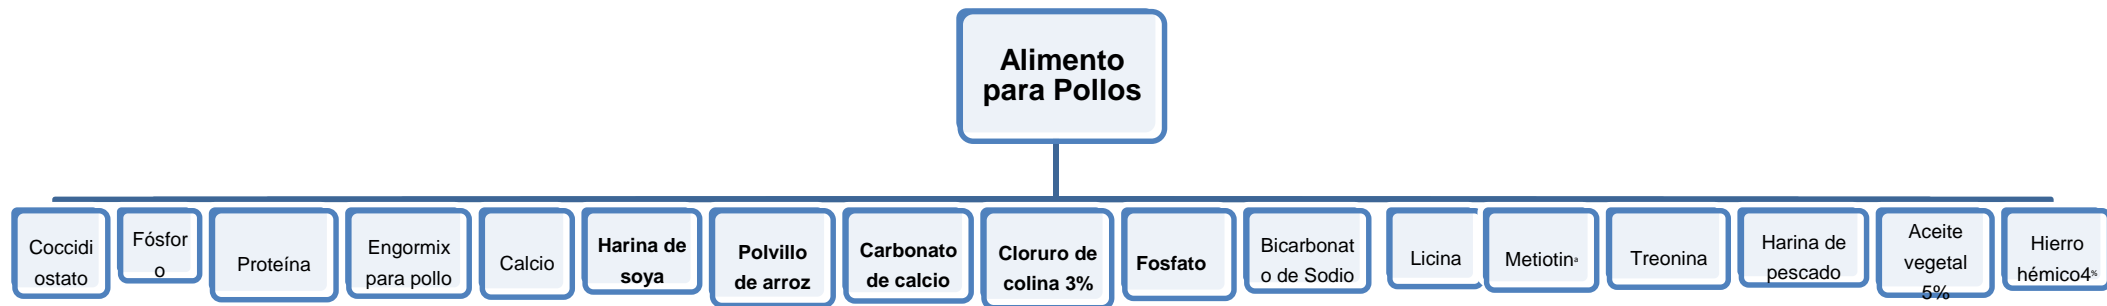 Alimento
para Pollos
Coccidi
ostato
Fósfor
o
Proteína
Engormix
para pollo
Calcio
Harina de
soya
Polvillo
de arroz
Carbonato
de calcio
Cloruro de
colina 3%
Fosfato
Bicarbonat
o de Sodio
Licina
Metiotinª
Treonina
Harina de
pescado
Aceite
vegetal
5%
Hierro
hémico4%